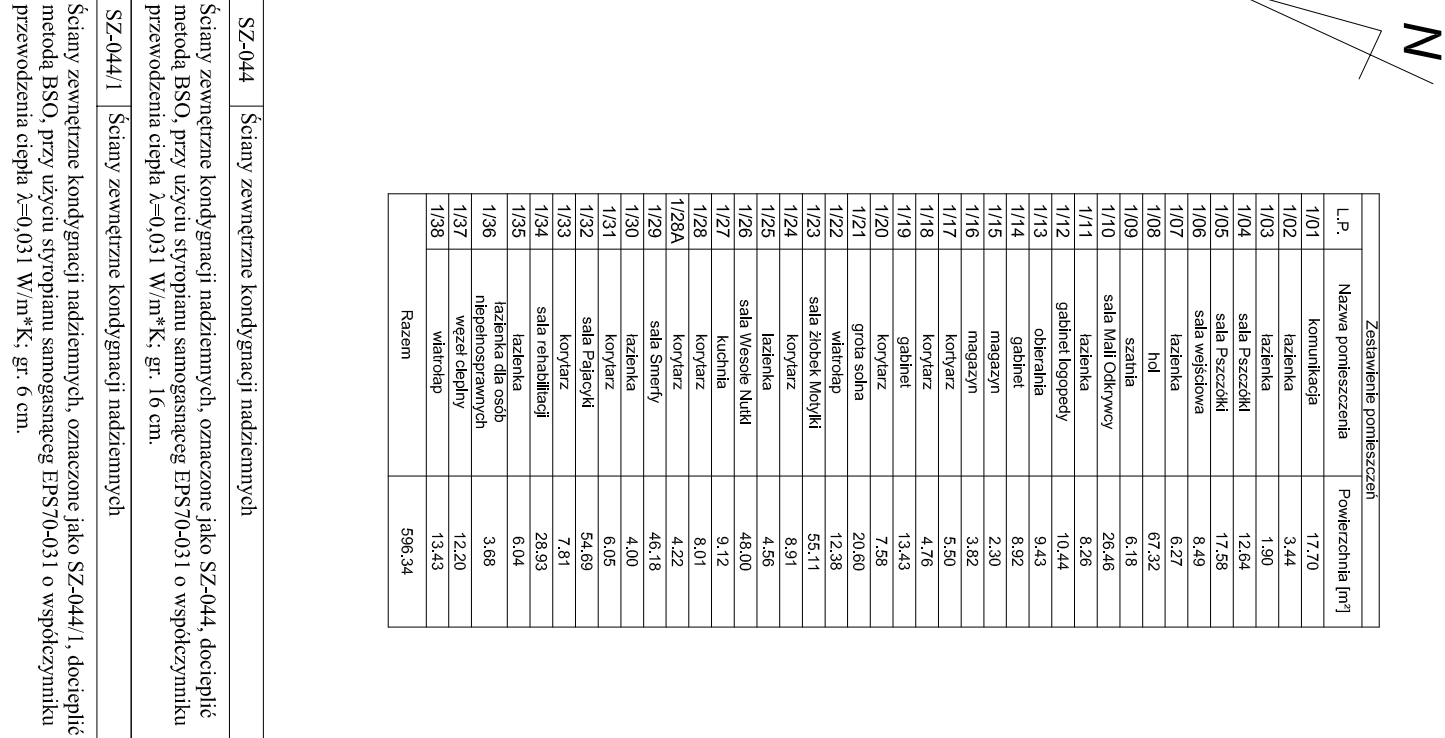 N
Zestawienie pomieszczeń
L.P. Nazwa pomieszczenia Powierzchnia [m²]
1/01 komunikacja 17.70
1/02 łazienka 3.44
1/03 łazienka 1.90
1/04 sala Pszczółki 12.64
1/05 sala Pszczółki 17.58
1/06 sala wejściowa 8.49
1/07 łazienka 6.27
1/08 hol 67.32
1/09 szatnia 6.18
1/10 sala Mali Odkrywcy 26.46
1/11 łazienka 8.26
1/12 gabinet logopedy 10.44
1/13 obieralnia 9.43
1/14 gabinet 8.92
1/15 magazyn 2.30
1/16 magazyn 3.82
1/17 kortyarz 5.50
1/18 korytarz 4.76
1/19 gabinet 13.43
1/20 korytarz 7.58
1/21 grota solna 20.60
1/22 wiatrołap 12.38
1/23 sala żłobek Motylki 55.11
1/24 korytarz 8.91
1/25 lazienka 4.56
1/26 sala Wesołe Nutki 48.00
1/27 kuchnia 9.12
1/28 korytarz 8.01
1/28A korytarz 4.22
1/29 sala Smerfy 46.18
1/30 łazienka 4.00
1/31 korytarz 6.05
1/32 sala Pajacyki 54.69
1/33 korytarz 7.81
1/34 sala rehabilitacji 28.93
1/35 łazienka 6.04
1/36 łazienka dla osób
niepełnosprawnych 3.68
1/37 węzeł cieplny 12.20
1/38 wiatrołap 13.43
Razem 596.34
SZ-044 Ściany zewnętrzne kondygnacji nadziemnych
Ściany zewnętrzne kondygnacji nadziemnych, oznaczone jako SZ-044, docieplić
metodą BSO, przy użyciu styropianu samogasnąceg EPS70-031 o współczynniku
przewodzenia ciepła λ=0,031 W/m*K; gr. 16 cm.
SZ-044/1 Ściany zewnętrzne kondygnacji nadziemnych
Ściany zewnętrzne kondygnacji nadziemnych, oznaczone jako SZ-044/1, docieplić
metodą BSO, przy użyciu styropianu samogasnąceg EPS70-031 o współczynniku
przewodzenia ciepła λ=0,031 W/m*K; gr. 6 cm.